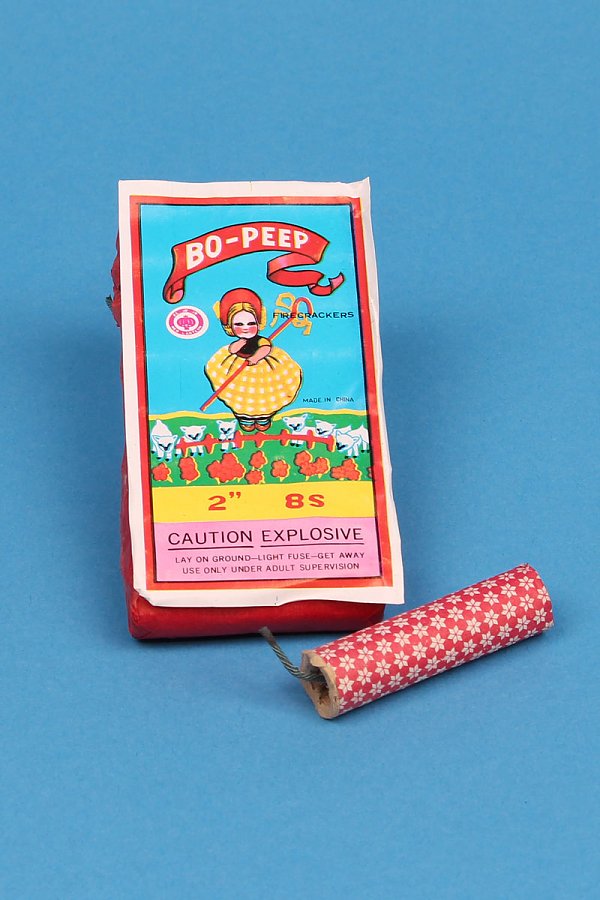 BO-PEEP
FIRECRACKERS
MADE IN CHINA
2" 8S
CAUTION EXPLOSIVE
LAY ON GROUND—LIGHT FUSE—GET AWAY
USE ONLY UNDER ADULT SUPERVISION